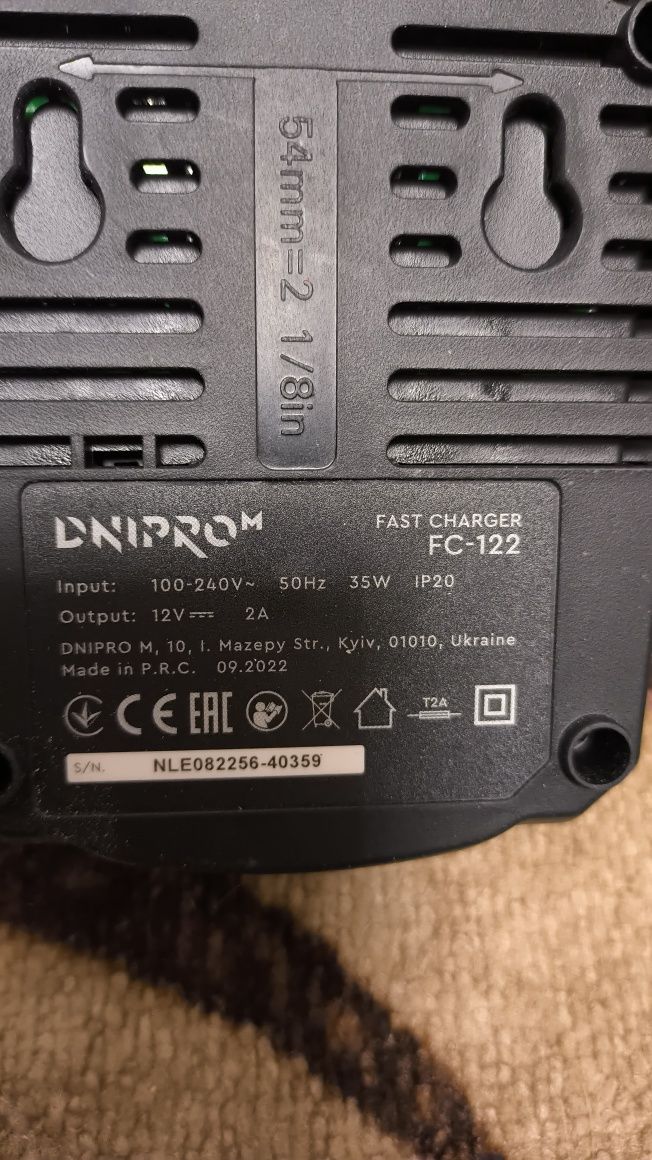 54mm=2 1/8in
DNIPRO M
FAST CHARGER
FC-122
Input: 100-240V~ 50Hz 35W IP20
Output: 12V⎓ 2A
DNIPRO M, 10, I. Mazepy Str., Kyiv, 01010, Ukraine
Made in P.R.C. 09.2022
CE EAC T2A
S/N. NLE082256-40359